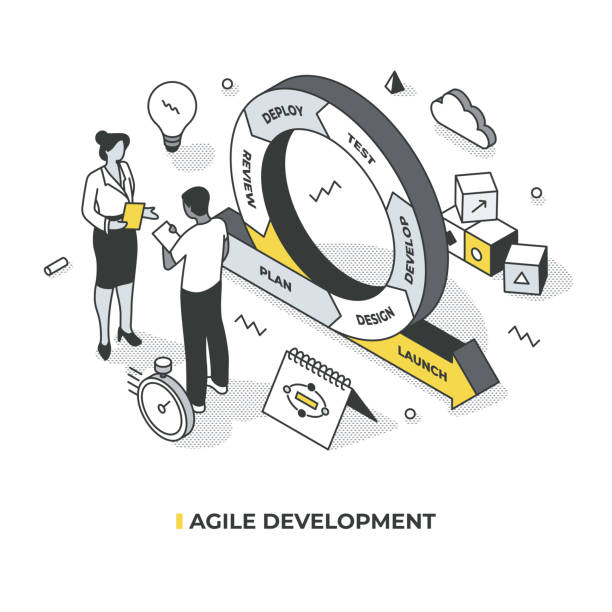 PLAN
DESIGN
DEVELOP
TEST
DEPLOY
REVIEW
LAUNCH
AGILE DEVELOPMENT